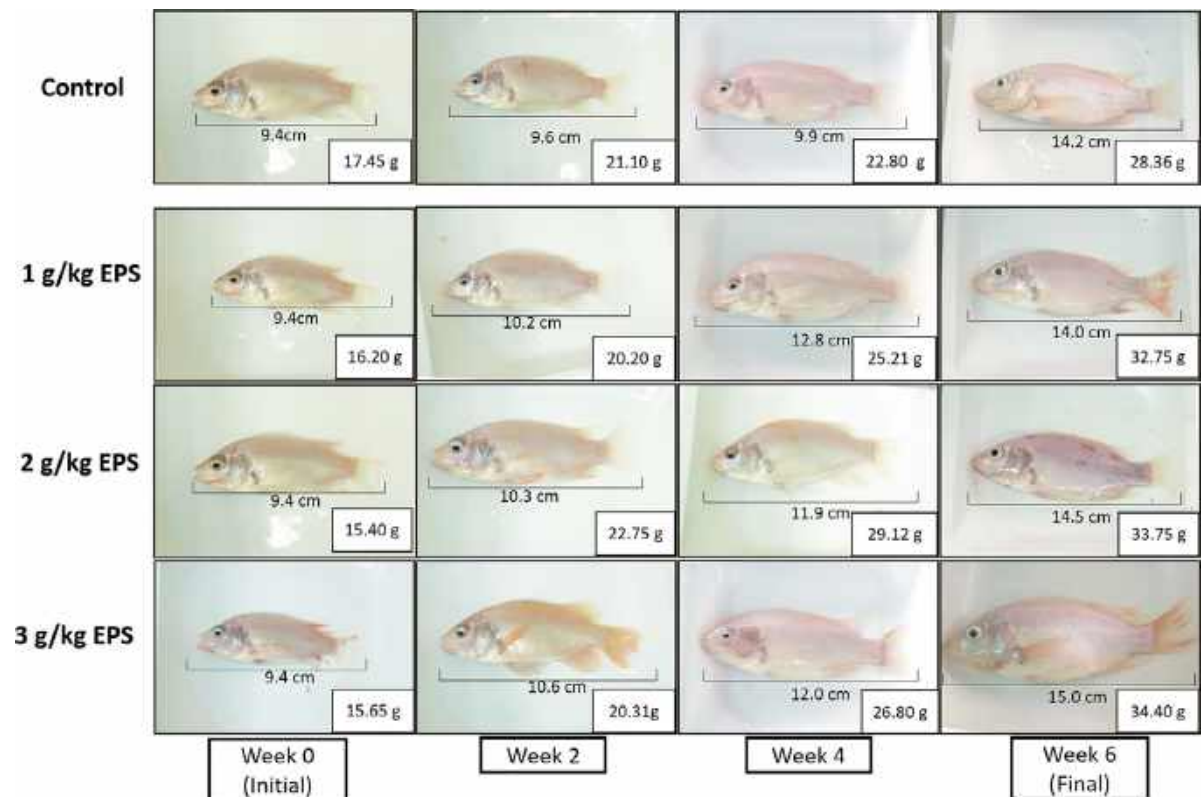 Control
9.4cm
17.45 g
9.6 cm
21.10 g
9.9 cm
22.80 g
14.2 cm
28.36 g
1 g/kg EPS
9.4cm
16.20 g
10.2 cm
20.20 g
12.8 cm
25.21 g
14.0 cm
32.75 g
2 g/kg EPS
9.4 cm
15.40 g
10.3 cm
22.75 g
11.9 cm
29.12 g
14.5 cm
33.75 g
3 g/kg EPS
9.4 cm
15.65 g
10.6 cm
20.31g
12.0 cm
26.80 g
15.0 cm
34.40 g
Week 0
(Initial)
Week 2
Week 4
Week 6
(Final)